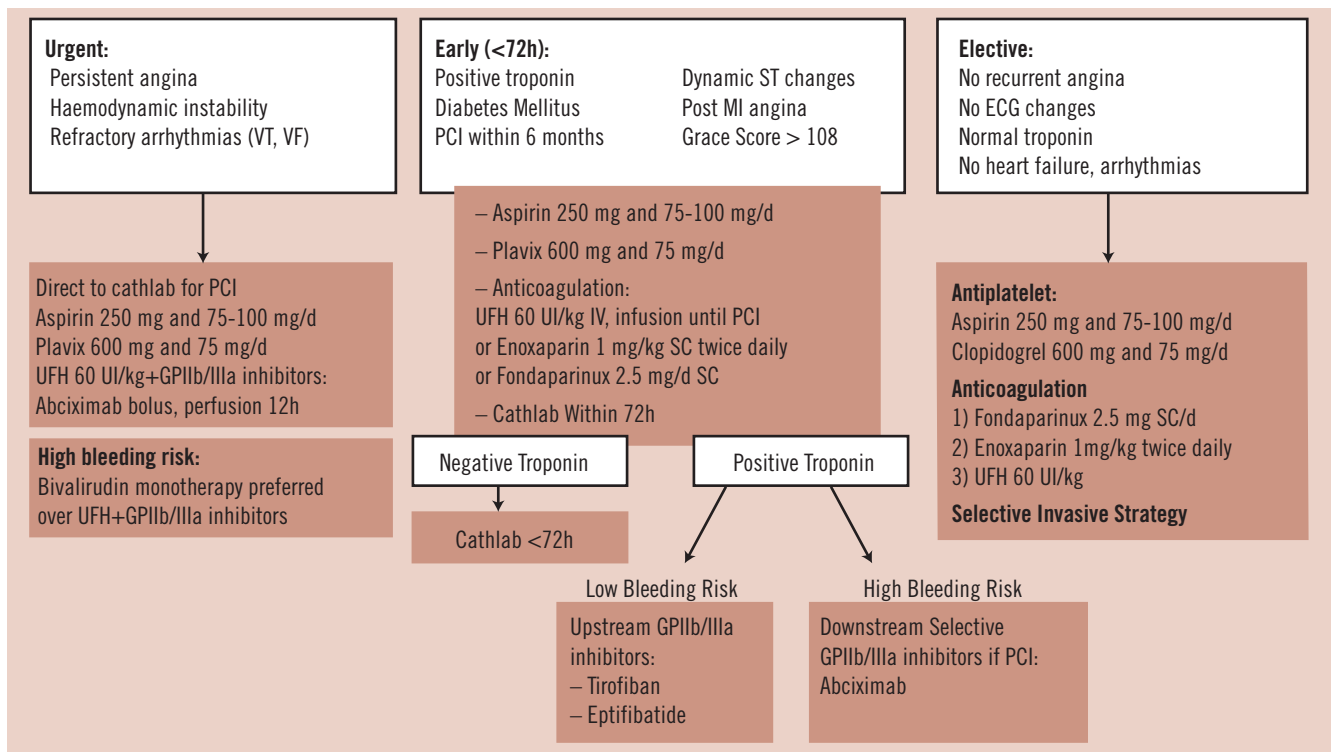 Urgent:
Persistent angina
Haemodynamic instability
Refractory arrhythmias (VT, VF)
Direct to cathlab for PCI
Aspirin 250 mg and 75-100 mg/d
Plavix 600 mg and 75 mg/d
UFH 60 UI/kg+GPIIb/IIIa inhibitors:
Abciximab bolus, perfusion 12h
High bleeding risk:
Bivalirudin monotherapy preferred
over UFH+GPIIb/IIIa inhibitors
Early (<72h):
Positive troponin
Diabetes Mellitus
PCI within 6 months
Dynamic ST changes
Post MI angina
Grace Score > 108
– Aspirin 250 mg and 75-100 mg/d
– Plavix 600 mg and 75 mg/d
– Anticoagulation:
UFH 60 UI/kg IV, infusion until PCI
or Enoxaparin 1 mg/kg SC twice daily
or Fondaparinux 2.5 mg/d SC
– Cathlab Within 72h
Negative Troponin
Cathlab <72h
Positive Troponin
Low Bleeding Risk
Upstream GPIIb/IIIa
inhibitors:
– Tirofiban
– Eptifibatide
High Bleeding Risk
Downstream Selective
GPIIb/IIIa inhibitors if PCI:
Abciximab
Elective:
No recurrent angina
No ECG changes
Normal troponin
No heart failure, arrhythmias
Antiplatelet:
Aspirin 250 mg and 75-100 mg/d
Clopidogrel 600 mg and 75 mg/d
Anticoagulation
1) Fondaparinux 2.5 mg SC/d
2) Enoxaparin 1mg/kg twice daily
3) UFH 60 UI/kg
Selective Invasive Strategy